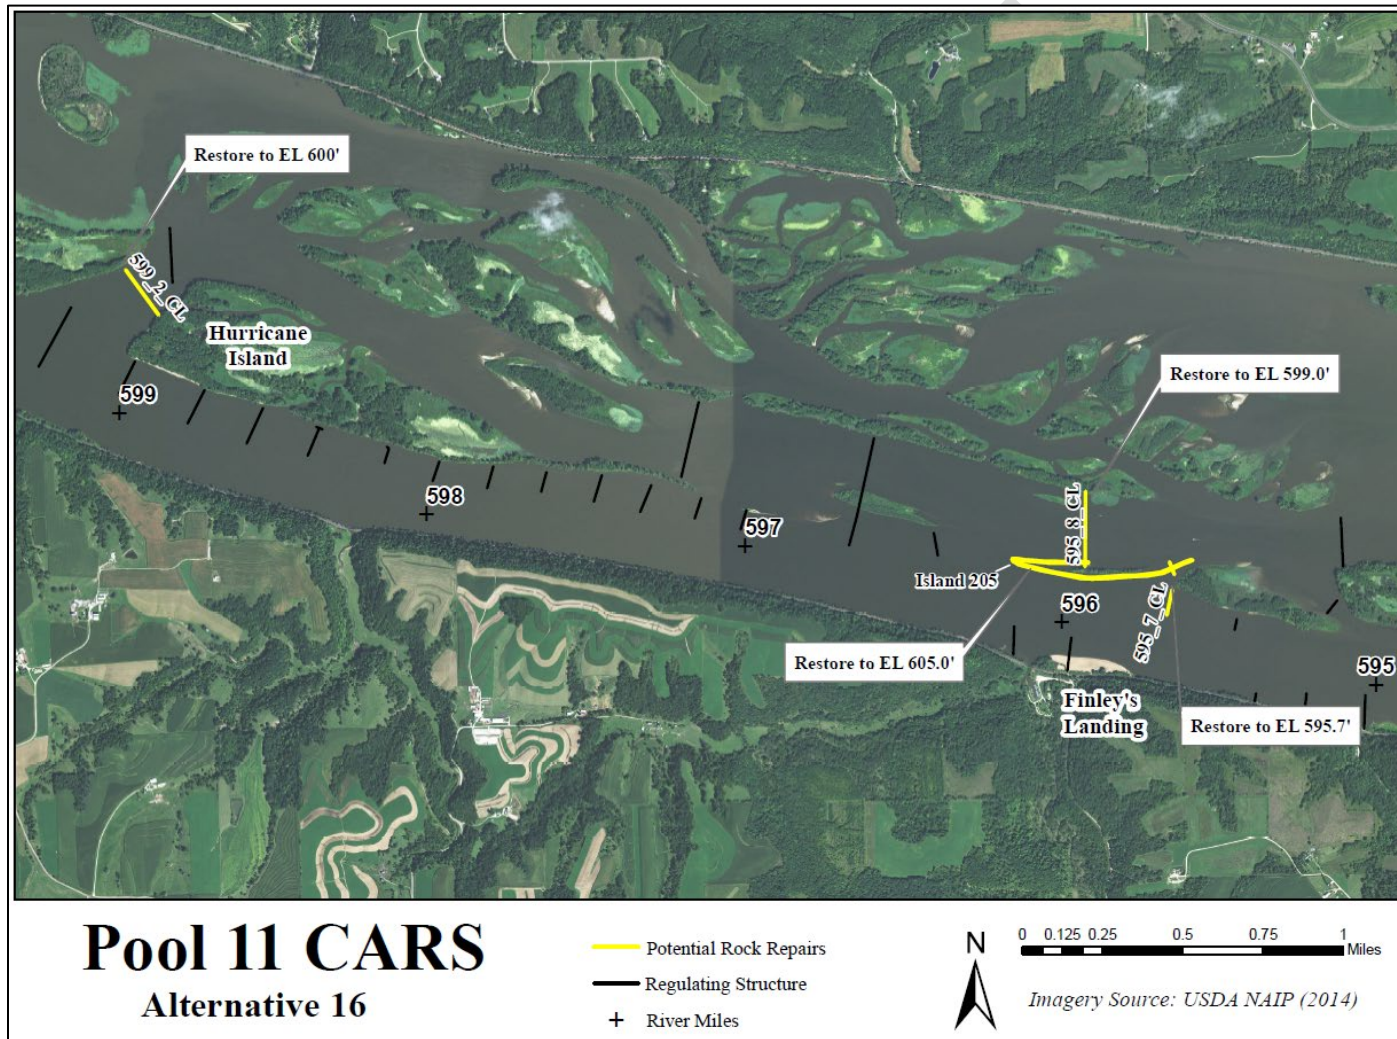 Restore to EL 600'
599_2_CL
Hurricane
Island
599
598
597
Restore to EL 599.0'
595_8_CL
Island 205
596
595_7_CL
Restore to EL 605.0'
595
Finley's
Landing
Restore to EL 595.7'
Pool 11 CARS
Alternative 16
Potential Rock Repairs
Regulating Structure
River Miles
N
0 0.125 0.25 0.5 0.75 1
Miles
Imagery Source: USDA NAIP (2014)